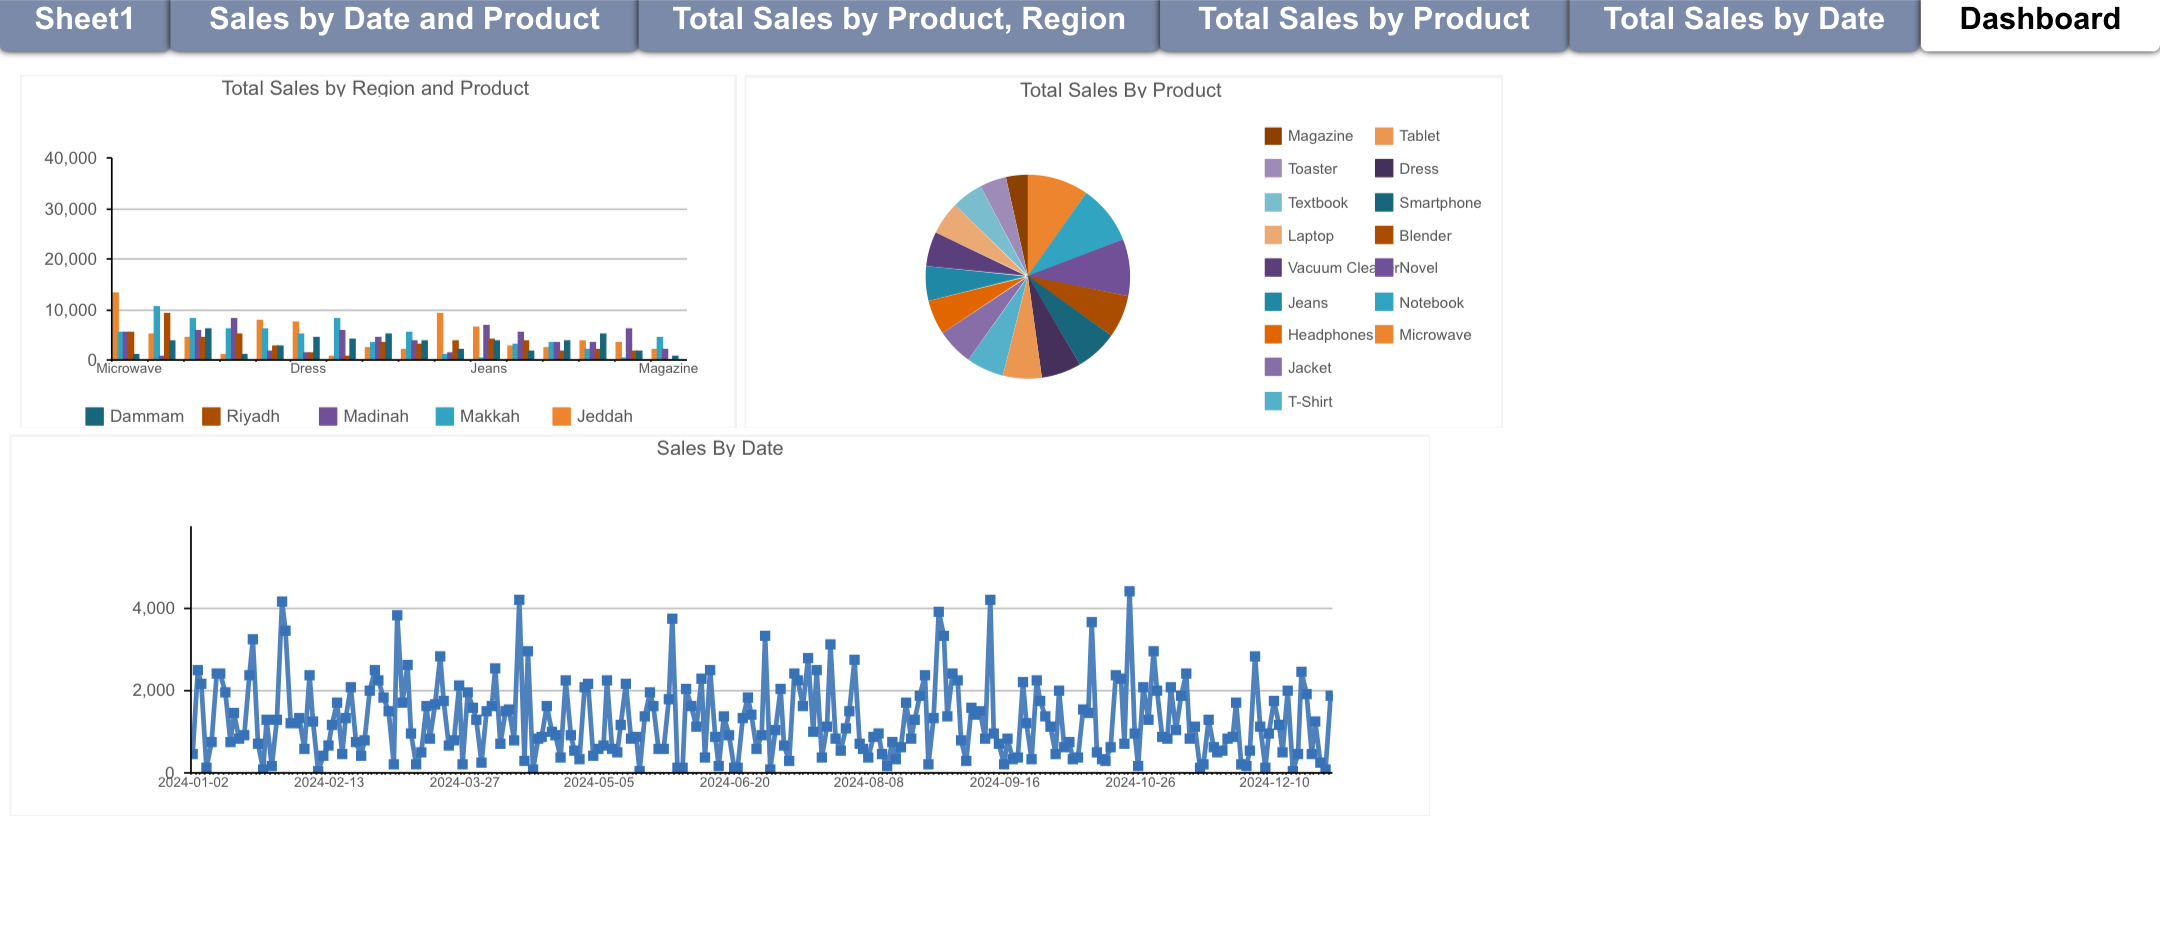 Sheet1
Sales by Date and Product
Total Sales by Product, Region
Total Sales by Product
Total Sales by Date
Dashboard
Total Sales by Region and Product
40,000
30,000
20,000
10,000
0
Microwave
Dress
Jeans
Magazine
Dammam
Riyadh
Madinah
Makkah
Jeddah
Total Sales By Product
Magazine
Tablet
Toaster
Dress
Textbook
Smartphone
Laptop
Blender
Vacuum Cleaner
Novel
Jeans
Notebook
Headphones
Microwave
Jacket
T-Shirt
Sales By Date
4,000
2,000
0
2024-01-02
2024-02-13
2024-03-27
2024-05-05
2024-06-20
2024-08-08
2024-09-16
2024-10-26
2024-12-10